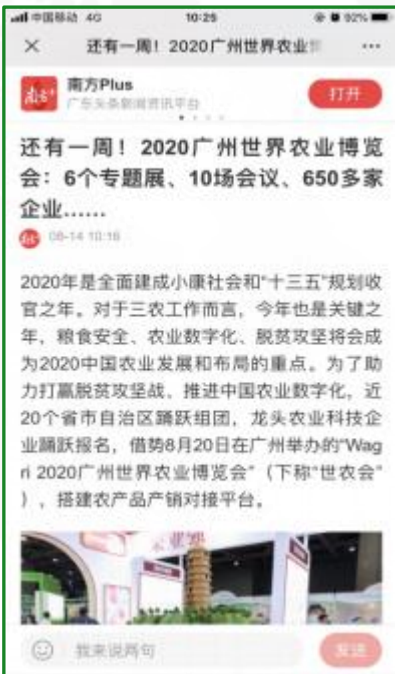 中国移动 4G 10:25 92%
还有一周！2020广州世界农业
南方Plus
广东头条新闻资讯平台
打开
还有一周！2020广州世界农业博览
会：6个专题展、10场会议、650多家
企业……
08-14 10:16
2020年是全面建成小康社会和“十三五”规划收
官之年。对于三农工作而言，今年也是关键之
年，粮食安全、农业数字化、脱贫攻坚将会成
为2020中国农业发展和布局的重点。为了助
力打赢脱贫攻坚战，推进中国农业数字化，近
20个省市自治区踊跃组团，龙头农业科技企
业踊跃报名，借势8月20日在广州举办的“Wag
ri 2020广州世界农业博览会”（下称“世农会”
），搭建农产品产销对接平台。
我来说两句
发送